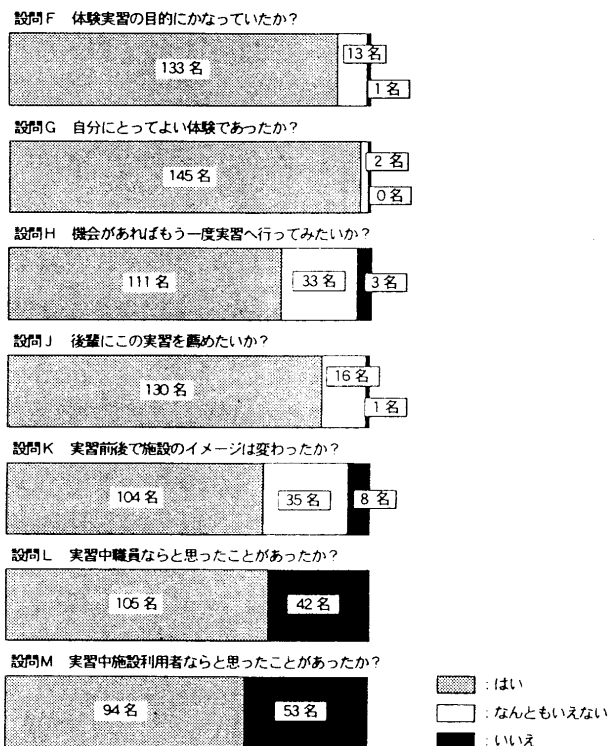 設問F 体験実習の目的にかなっていたか？
133名
13名
1名
設問G 自分にとってよい体験であったか？
145名
2名
0名
設問H 機会があればもう一度実習へ行ってみたいか？
111名
33名
3名
設問J 後輩にこの実習を薦めたいか？
130名
16名
1名
設問K 実習前後で施設のイメージは変わったか？
104名
35名
8名
設問L 実習中職員ならと思ったことがあったか？
105名
42名
設問M 実習中施設利用者ならと思ったことがあったか？
94名
53名
：はい
：なんともいえない
：いいえ